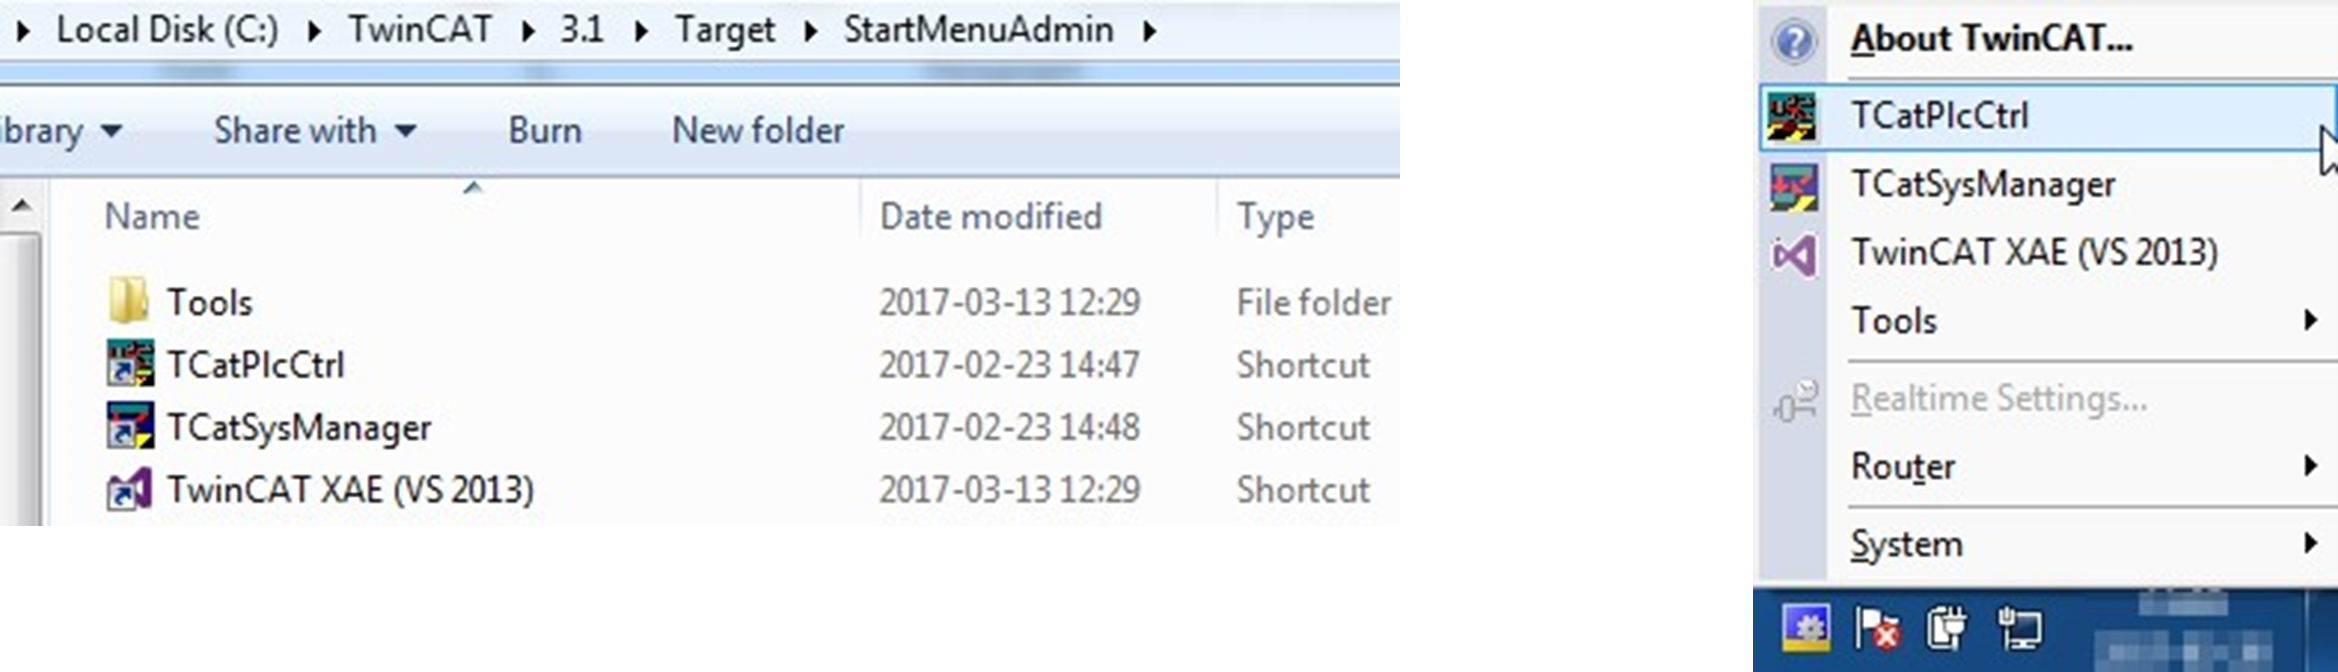 Local Disk (C:) TwinCAT 3.1 Target StartMenuAdmin
ibrary Share with Burn New folder
Name Date modified Type
Tools 2017-03-13 12:29 File folder
TCatPlcCtrl 2017-02-23 14:47 Shortcut
TCatSysManager 2017-02-23 14:48 Shortcut
TwinCAT XAE (VS 2013) 2017-03-13 12:29 Shortcut
About TwinCAT...
TCatPlcCtrl
TCatSysManager
TwinCAT XAE (VS 2013)
Tools
Realtime Settings...
Router
System